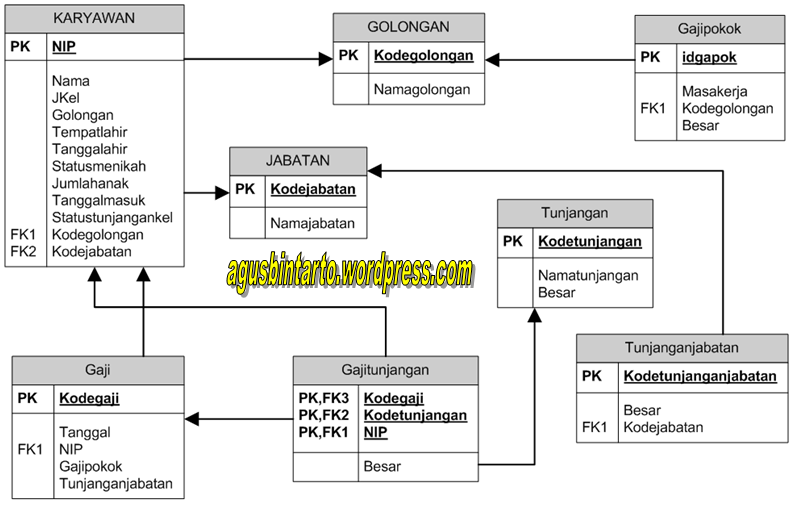 KARYAWAN
PK NIP
Nama
JKel
Golongan
Tempatlahir
Tanggalahir
Statusmenikah
Jumlahanak
Tanggalmasuk
Statustunjangankel
FK1 Kodegolongan
FK2 Kodejabatan
GOLONGAN
PK Kodegolongan
Namagolongan
Gajipokok
PK idgapok
Masakerja
FK1 Kodegolongan
Besar
JABATAN
PK Kodejabatan
Namajabatan
Tunjangan
PK Kodetunjangan
Namatunjangan
Besar
agusbintarto.wordpress.com
Gaji
PK Kodegaji
Tanggal
FK1 NIP
Gajipokok
Tunjanganjabatan
Gajitunjangan
PK,FK3 Kodegaji
PK,FK2 Kodetunjangan
PK,FK1 NIP
Besar
Tunjanganjabatan
PK Kodetunjanganjabatan
Besar
FK1 Kodejabatan